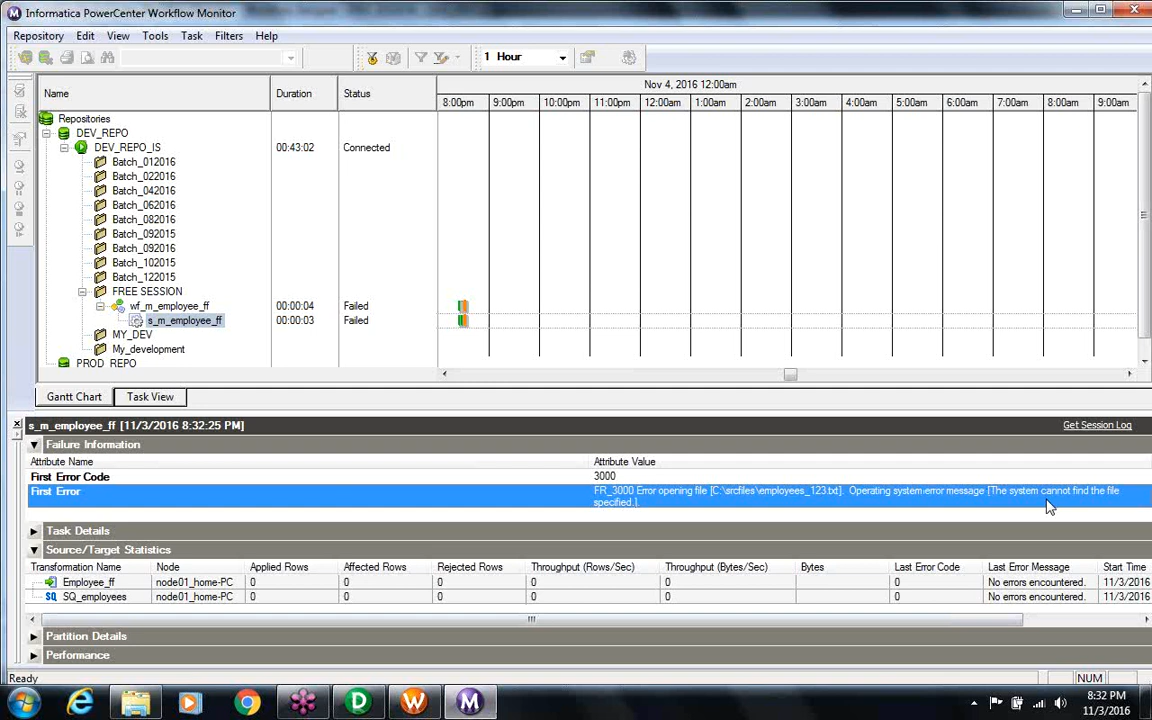 Informatica PowerCenter Workflow Monitor
Repository Edit View Tools Task Filters Help
1 Hour
Name Duration Status Nov 4, 2016 12:00am
8:00pm 9:00pm 10:00pm 11:00pm 12:00am 1:00am 2:00am 3:00am 4:00am 5:00am 6:00am 7:00am 8:00am 9:00am
Repositories
DEV_REPO
DEV_REPO_IS 00:43:02 Connected
Batch_012016
Batch_022016
Batch_042016
Batch_062016
Batch_082016
Batch_092015
Batch_092016
Batch_102015
Batch_122015
FREE SESSION
wf_m_employee_ff 00:00:04 Failed
s_m_employee_ff 00:00:03 Failed
MY_DEV
My_development
PROD_REPO
Gantt Chart Task View
s_m_employee_ff [11/3/2016 8:32:25 PM] Get Session Log
Failure Information
Attribute Name Attribute Value
First Error Code 3000
First Error FR_3000 Error opening file [C:\srcfiles\employees_123.txt]. Operating system error message [The system cannot find the file
specified.].
Task Details
Source/Target Statistics
Transformation Name Node Applied Rows Affected Rows Rejected Rows Throughput (Rows/Sec) Throughput (Bytes/Sec) Bytes Last Error Code Last Error Message Start Time
Employee_ff node01_home-PC 0 0 0 0 0 0 0 No errors encountered. 11/3/2016
SQ_employees node01_home-PC 0 0 0 0 0 0 0 No errors encountered. 11/3/2016
Partition Details
Performance
Ready NUM
8:32 PM
11/3/2016